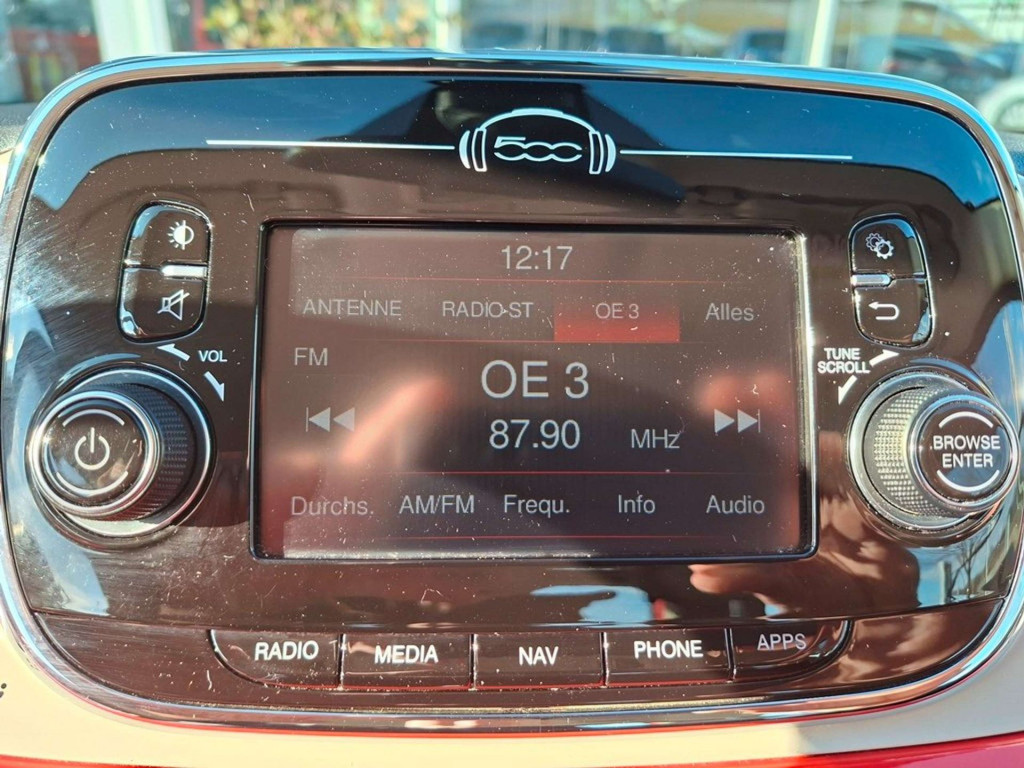 500
12:17
ANTENNE RADIO-ST OE 3 Alles
FM
OE 3
87.90 MHz
Durchs. AM/FM Frequ. Info Audio
VOL
TUNE
SCROLL
BROWSE
ENTER
RADIO MEDIA NAV PHONE APPS